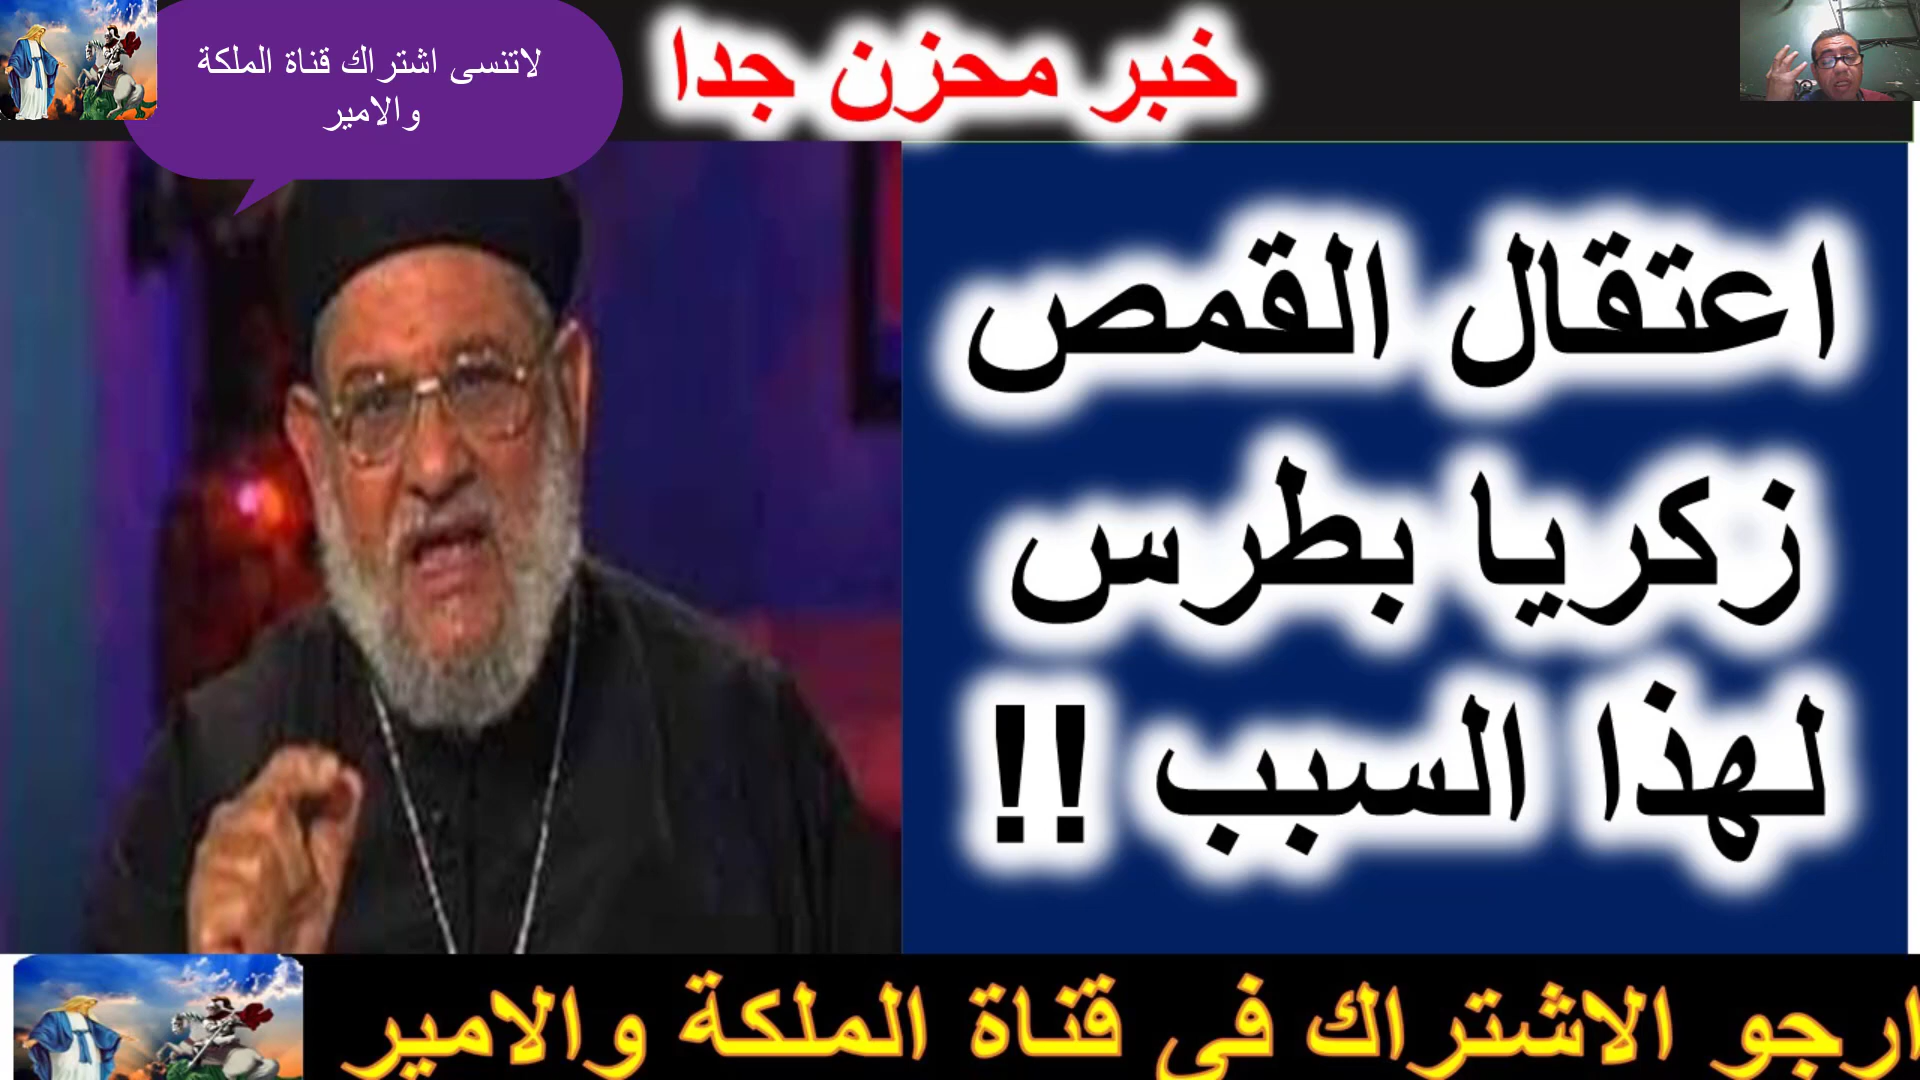 لاتنسى اشتراك قناة الملكة
والامير
خبر محزن جدا
اعتقال القمص
زكريا بطرس
لهذا السبب !!
ارجو الاشتراك فى قناة الملكة والامير